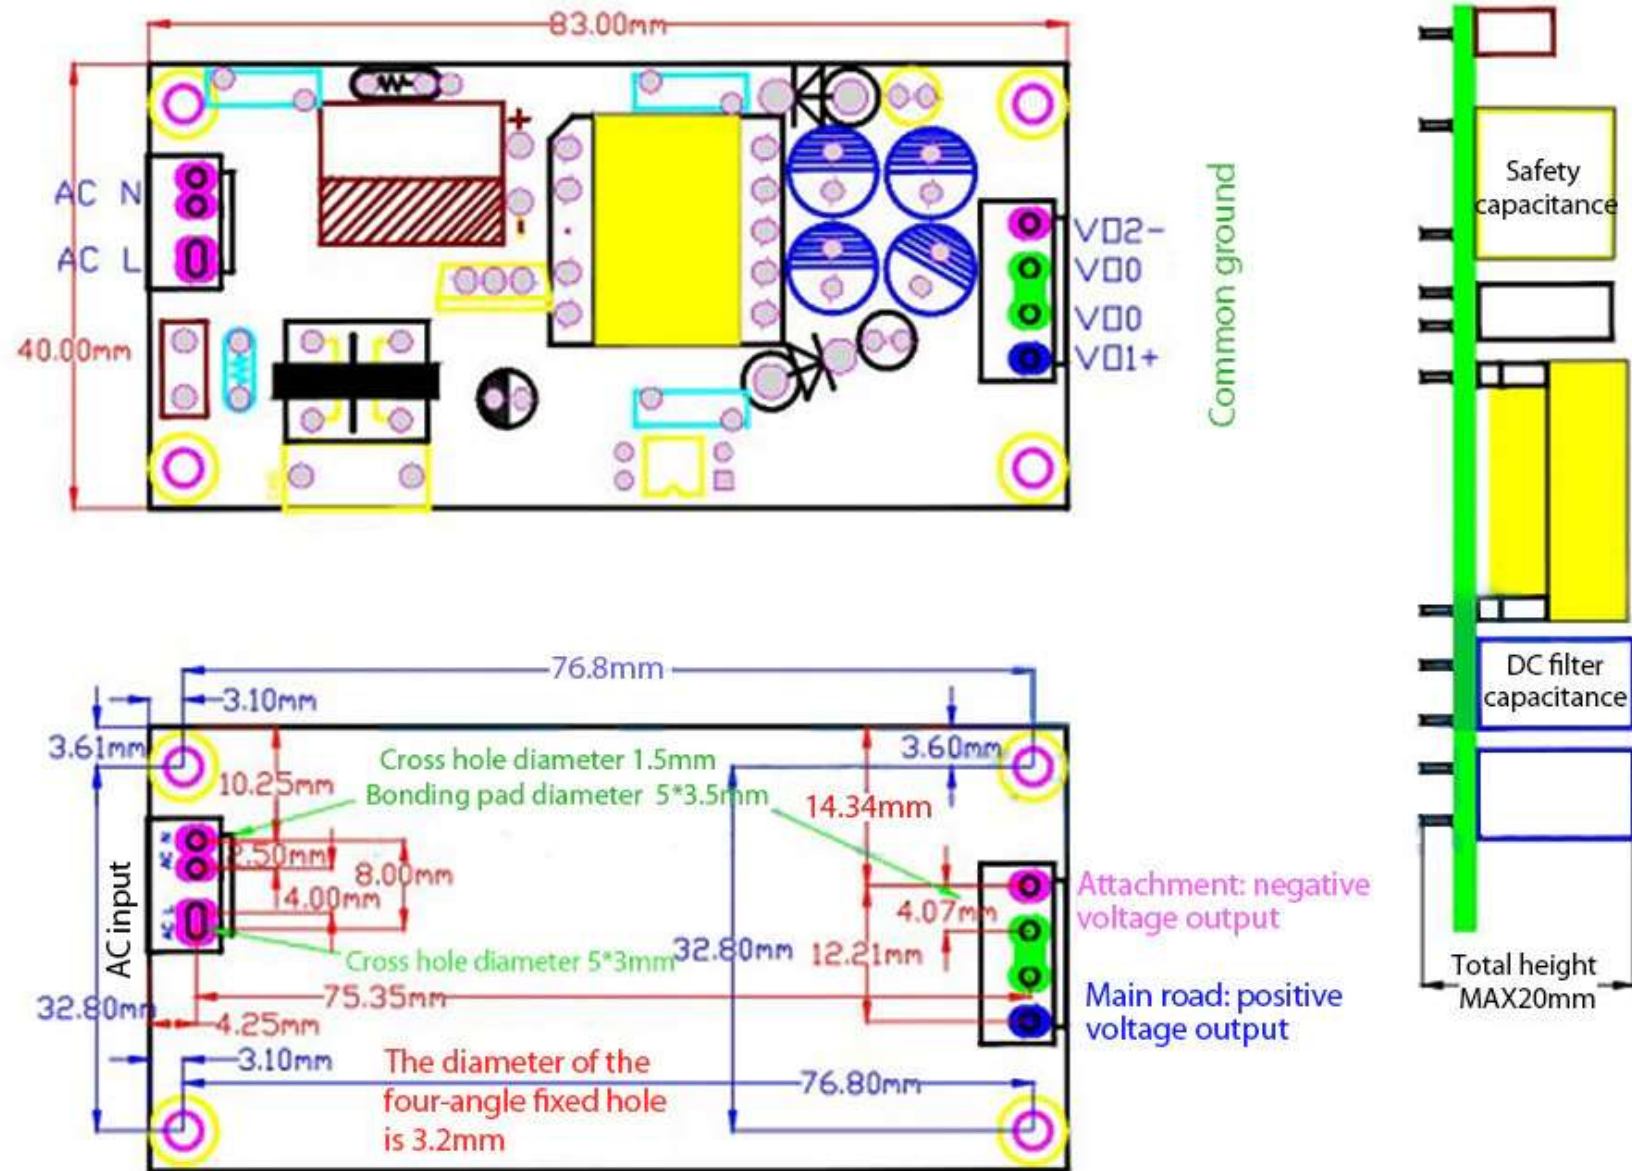 83.00mm
+
-
AC N
AC L
40.00mm
VO2-
VO0
VO0
VO1+
Common ground
Safety
capacitance
DC filter
capacitance
Total height
MAX20mm
76.8mm
3.10mm
3.61mm
3.60mm
Cross hole diameter 1.5mm
Bonding pad diameter 5*3.5mm
10.25mm
14.34mm
AC N
2.50mm
8.00mm
4.00mm
AC L
AC input
Attachment: negative
voltage output
4.07mm
32.80mm
12.21mm
Cross hole diameter 5*3mm
75.35mm
Main road: positive
voltage output
32.80mm
4.25mm
3.10mm
The diameter of the
four-angle fixed hole
is 3.2mm
76.80mm